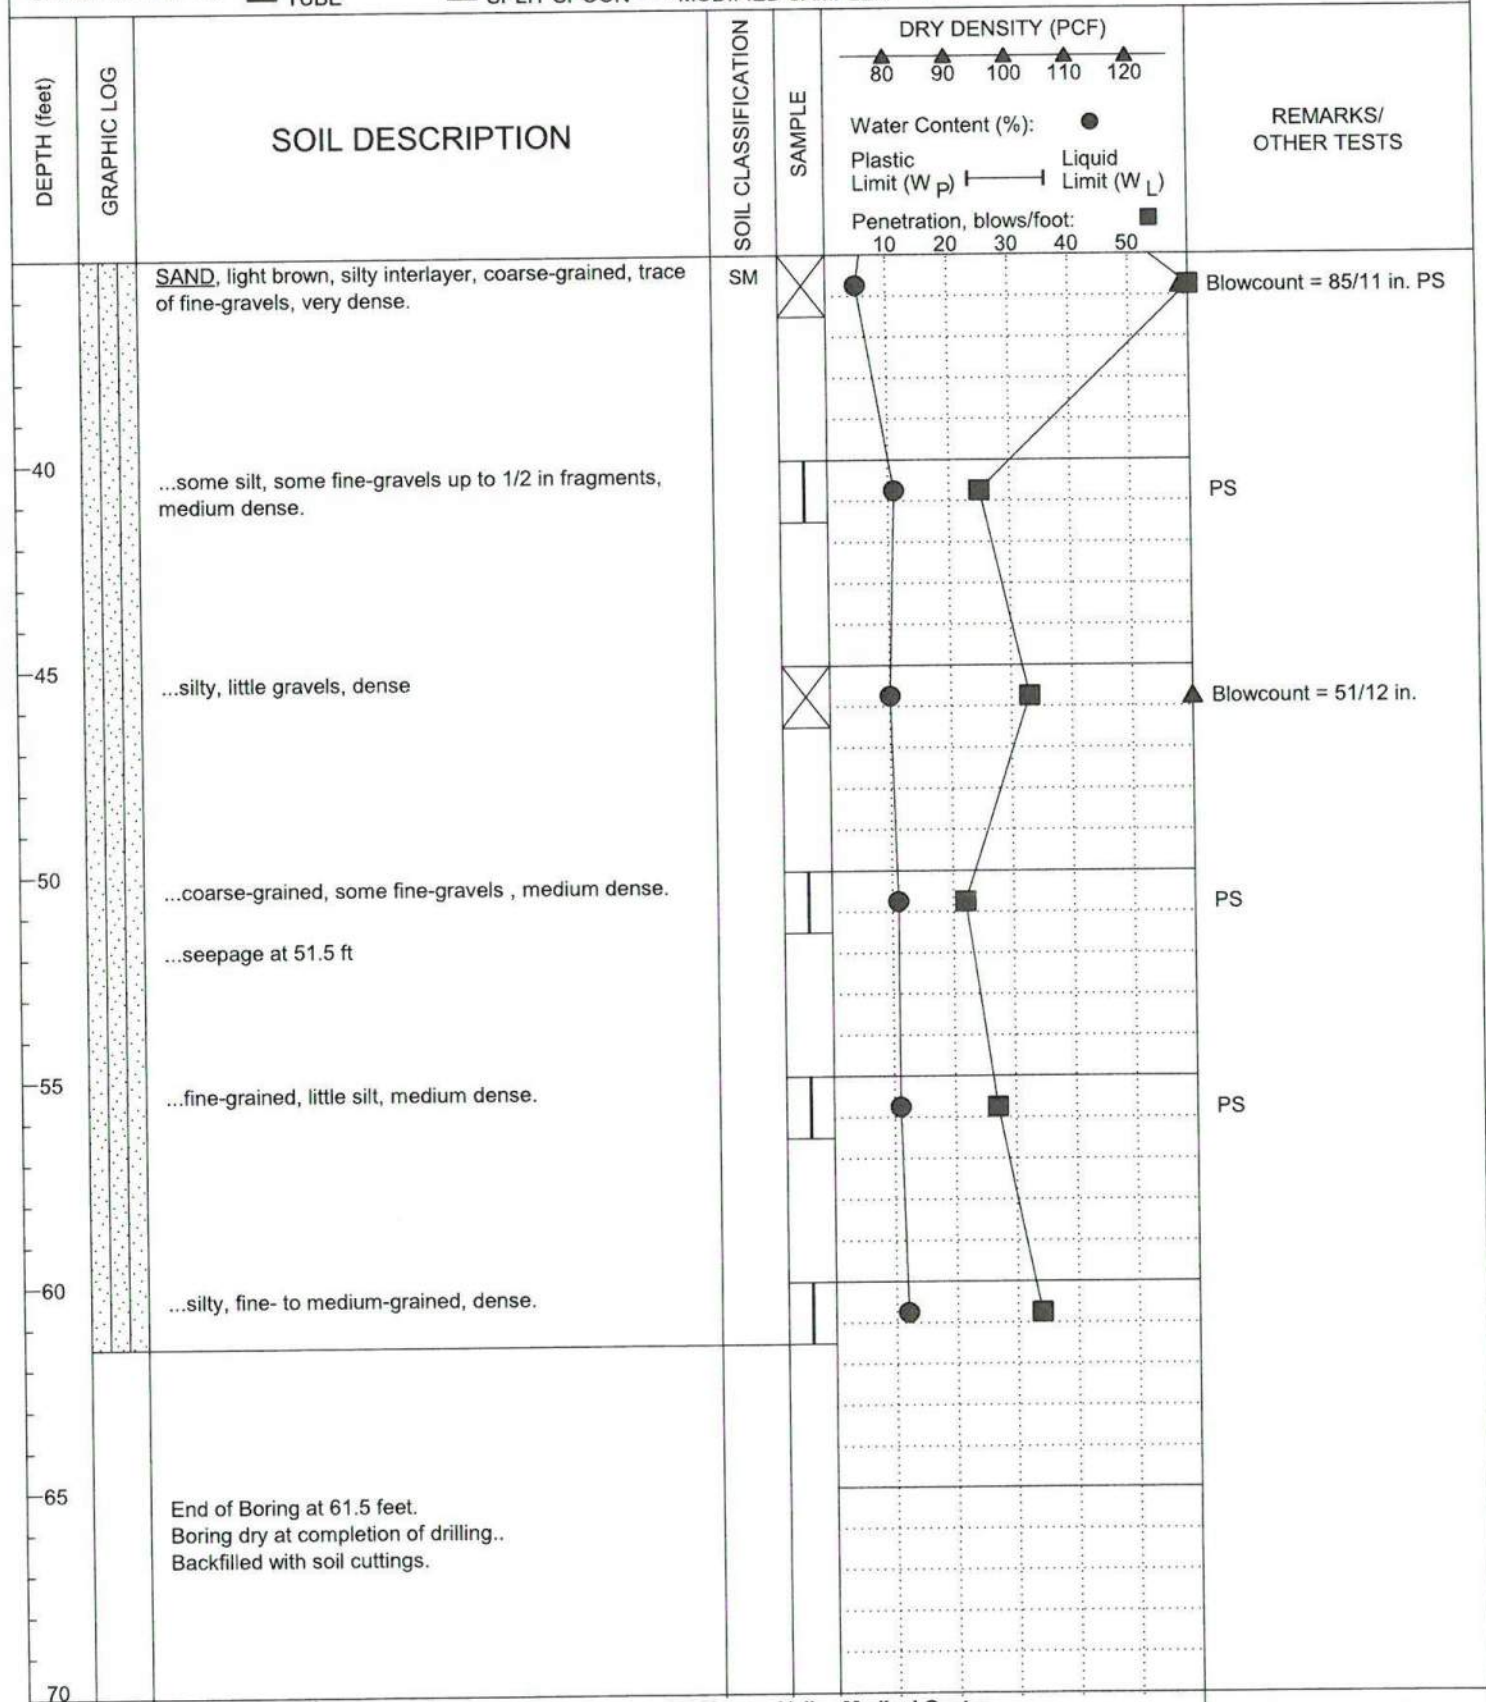 TUBE
DEPTH (feet)
GRAPHIC LOG
SOIL DESCRIPTION
SOIL CLASSIFICATION
SAMPLE
DRY DENSITY (PCF)
80 90 100 110 120
Water Content (%):
Plastic Limit (W P)
Liquid Limit (W L)
Penetration, blows/foot:
10 20 30 40 50
REMARKS/
OTHER TESTS
SAND, light brown, silty interlayer, coarse-grained, trace
of fine-gravels, very dense.
SM
Blowcount = 85/11 in. PS
40
...some silt, some fine-gravels up to 1/2 in fragments,
medium dense.
PS
45
...silty, little gravels, dense
Blowcount = 51/12 in.
50
...coarse-grained, some fine-gravels , medium dense.
PS
...seepage at 51.5 ft
55
...fine-grained, little silt, medium dense.
PS
60
...silty, fine- to medium-grained, dense.
65
End of Boring at 61.5 feet.
Boring dry at completion of drilling..
Backfilled with soil cuttings.
70